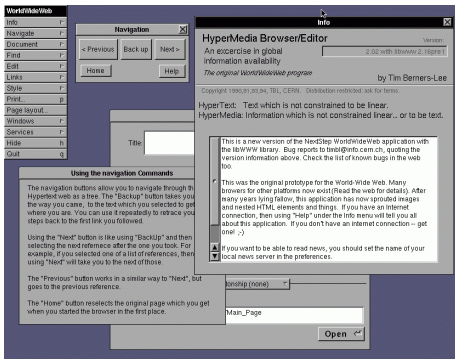 WorldWideWeb
Info
Navigate
Document
Find
Edit
Links
Style
Print... p
Page layout...
Windows
Services
Hide h
Quit q
Navigation
< Previous
Back up
Next >
Home
Help
Title
Using the navigation Commands
The navigation buttons allow you to navigate through th
Hypertext web as a tree. The "Backup" button takes you
the way you came, to the text which you selected to get
where you are. You can use it repeatedly to retrace you
steps back to the first link you followed.
Using the "Next" button is like using "BackUp" and then
selecting the next reference after the one you took. For
example, if you selected one of a list of references, then
using "Next" will take you to the next of those.
The "Previous" button works in a similar way to "Next", but
goes to the previous reference.
The "Home" button reselects the original page which you get
when you started the browser in the first place.
Info
HyperMedia Browser/Editor
Version:
An excercise in global
information availability
2.02 with libwww 2.16pre1
The original WorldWideWeb program
by Tim Berners-Lee
Copyright 1990,91,93,94, TBL, CERN. Distribution restricted: ask for terms.
HyperText: Text which is not constrained to be linear.
HyperMedia: Information which is not constrained linear... or to be text.
This is a new version of the NextStep WorldWideWeb application with
the libWWW library. Bug reports to timbl@info.cern.ch, quoting the
version information above. Check the list of known bugs in the web
too.
This was the original prototype for the World-Wide Web. Many
browsers for other platforms now exist (Read the web for details). After
many years lying fallow, this application has now sprouted images
and nested HTML elements and things. If you have an Internet
connection, then using "Help" under the Info menu will tell you all
about this application. If you don't have an internet connection -- get
one! ;-)
If you want to be able to read news, you should set the name of your
local news server in the preferences.
tionship (none)
/Main_Page
Open